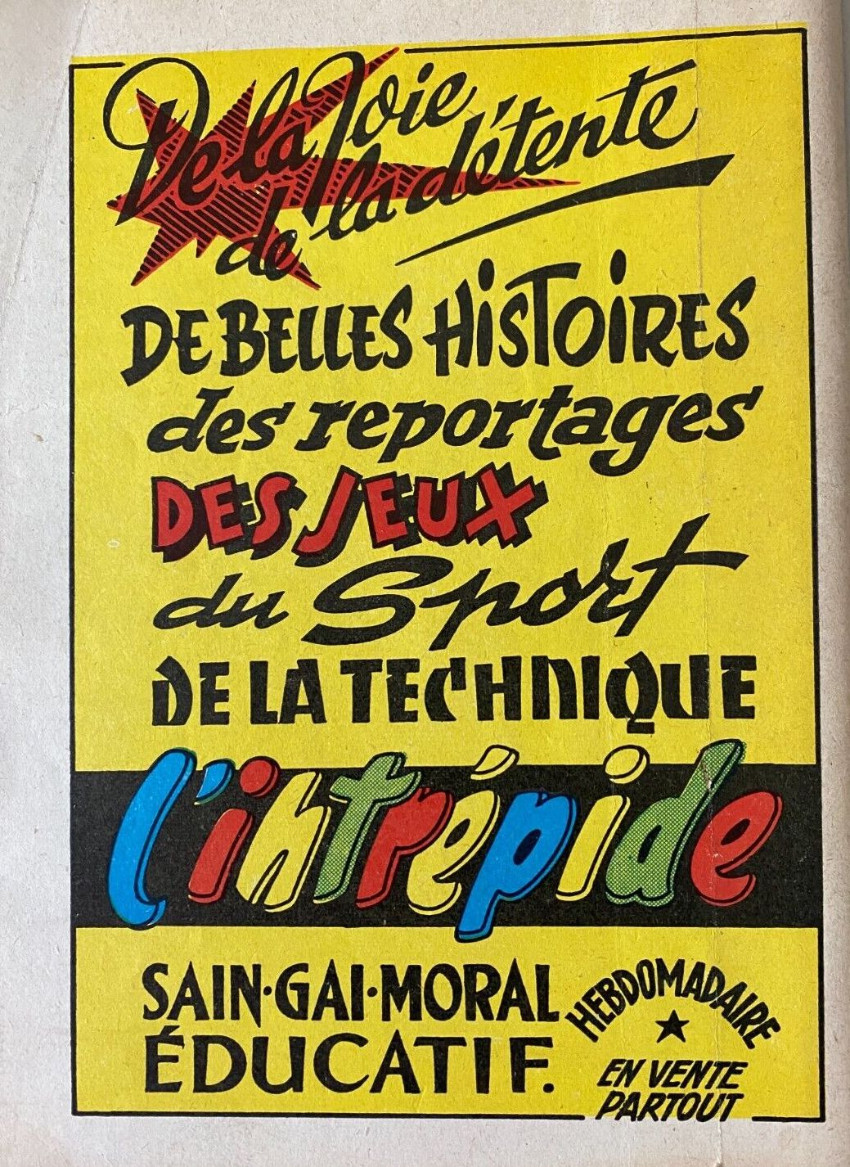 De la Joie
de la détente
DE BELLES HISTOIRES
des reportages
DES JEUX
du Sport
DE LA TECHNIQUE
l'intrépide
SAIN·GAI·MORAL
ÉDUCATIF.
HEBDOMADAIRE
EN VENTE
PARTOUT